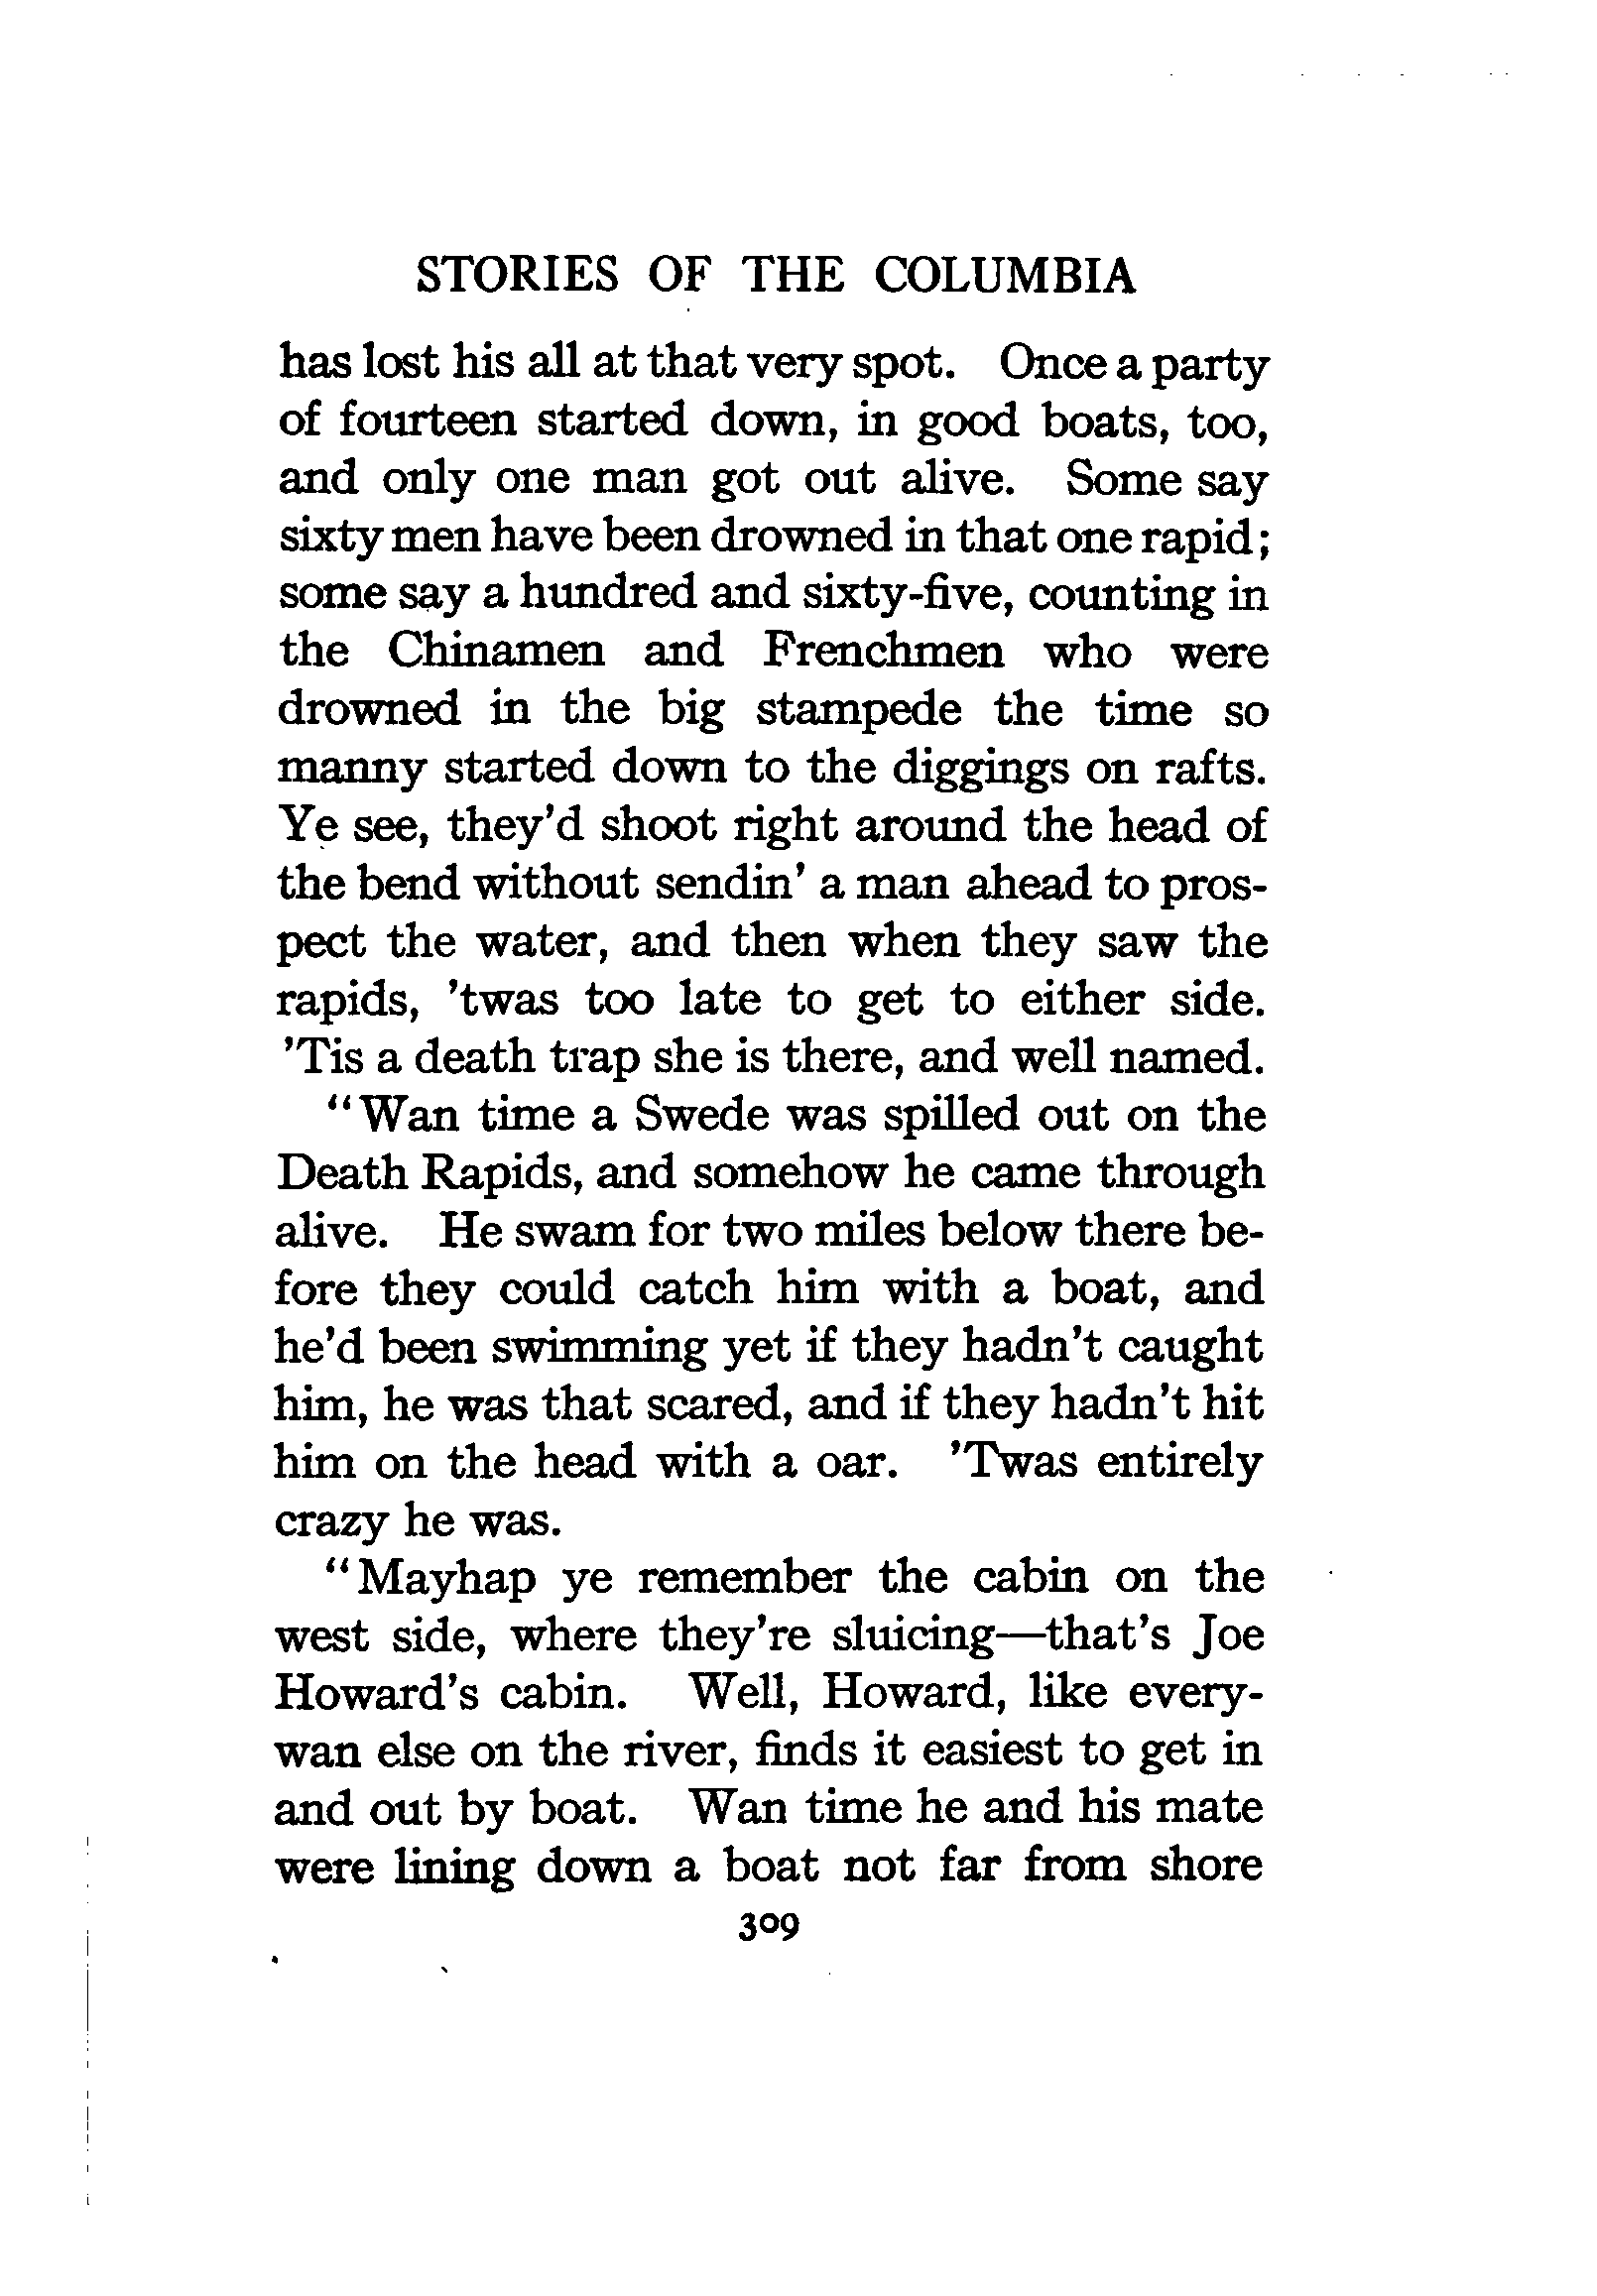 STORIES OF THE COLUMBIA
has lost his all at that very spot. Once a party
of fourteen started down, in good boats, too,
and only one man got out alive. Some say
sixty men have been drowned in that one rapid;
some say a hundred and sixty-five, counting in
the Chinamen and Frenchmen who were
drowned in the big stampede the time so
manny started down to the diggings on rafts.
Ye see, they'd shoot right around the head of
the bend without sendin' a man ahead to pros-
pect the water, and then when they saw the
rapids, 'twas too late to get to either side.
'Tis a death trap she is there, and well named.
"Wan time a Swede was spilled out on the
Death Rapids, and somehow he came through
alive. He swam for two miles below there be-
fore they could catch him with a boat, and
he'd been swimming yet if they hadn't caught
him, he was that scared, and if they hadn't hit
him on the head with a oar. 'Twas entirely
crazy he was.
"Mayhap ye remember the cabin on the
west side, where they're sluicing—that's Joe
Howard's cabin. Well, Howard, like every-
wan else on the river, finds it easiest to get in
and out by boat. Wan time he and his mate
were lining down a boat not far from shore
309